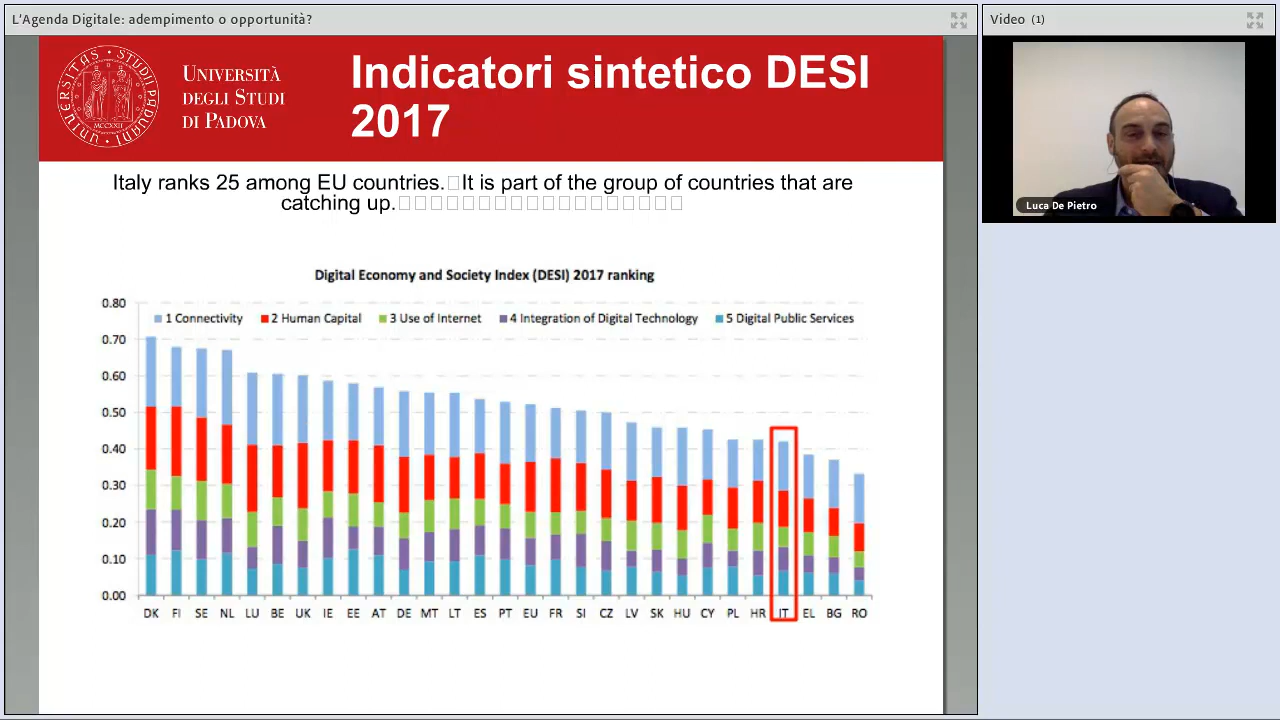 L'Agenda Digitale: adempimento o opportunità?
Video (1)
UNIVERSITÀ
DEGLI STUDI
DI PADOVA
Indicatori sintetico DESI
2017
Italy ranks 25 among EU countries. It is part of the group of countries that are
catching up.
Luca De Pietro
Digital Economy and Society Index (DESI) 2017 ranking
1 Connectivity 2 Human Capital 3 Use of Internet 4 Integration of Digital Technology 5 Digital Public Services
0.80
0.70
0.60
0.50
0.40
0.30
0.20
0.10
0.00
DK FI SE NL LU BE UK IE EE AT DE MT LT ES PT EU FR SI CZ LV SK HU CY PL HR IT EL BG RO